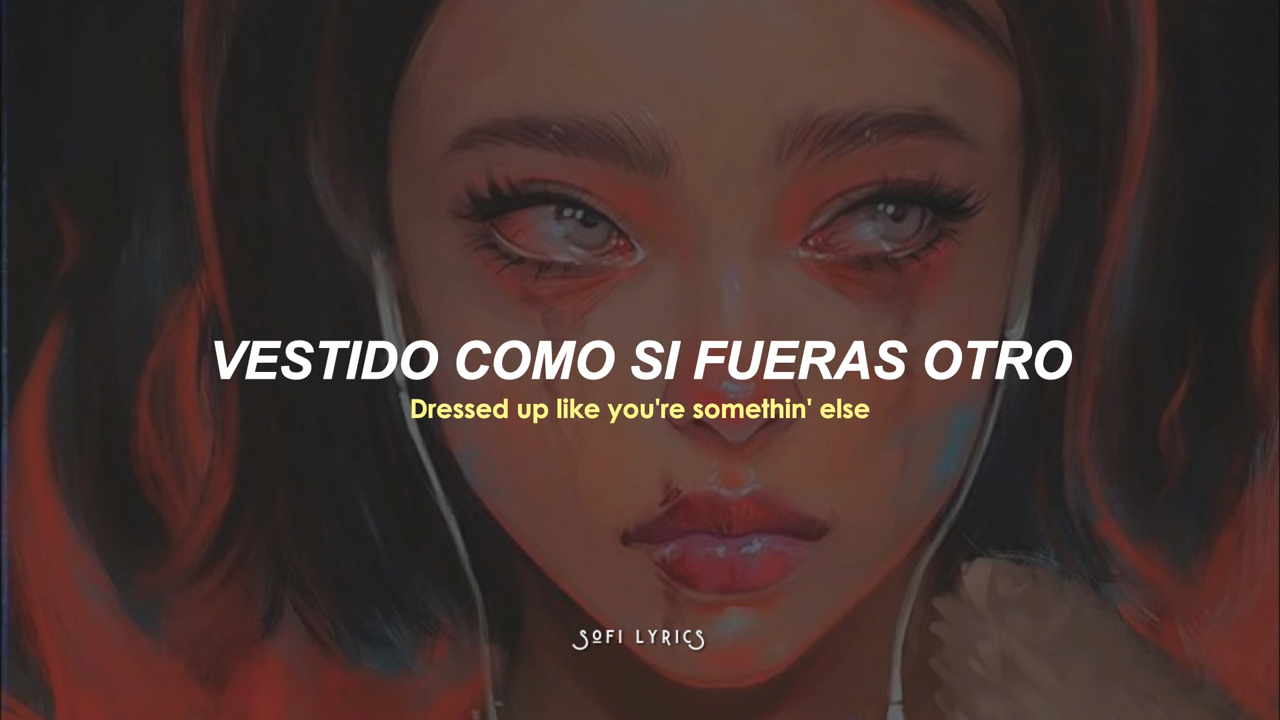 VESTIDO COMO SI FUERAS OTRO
Dressed up like you're somethin' else
SOFI LYRICS